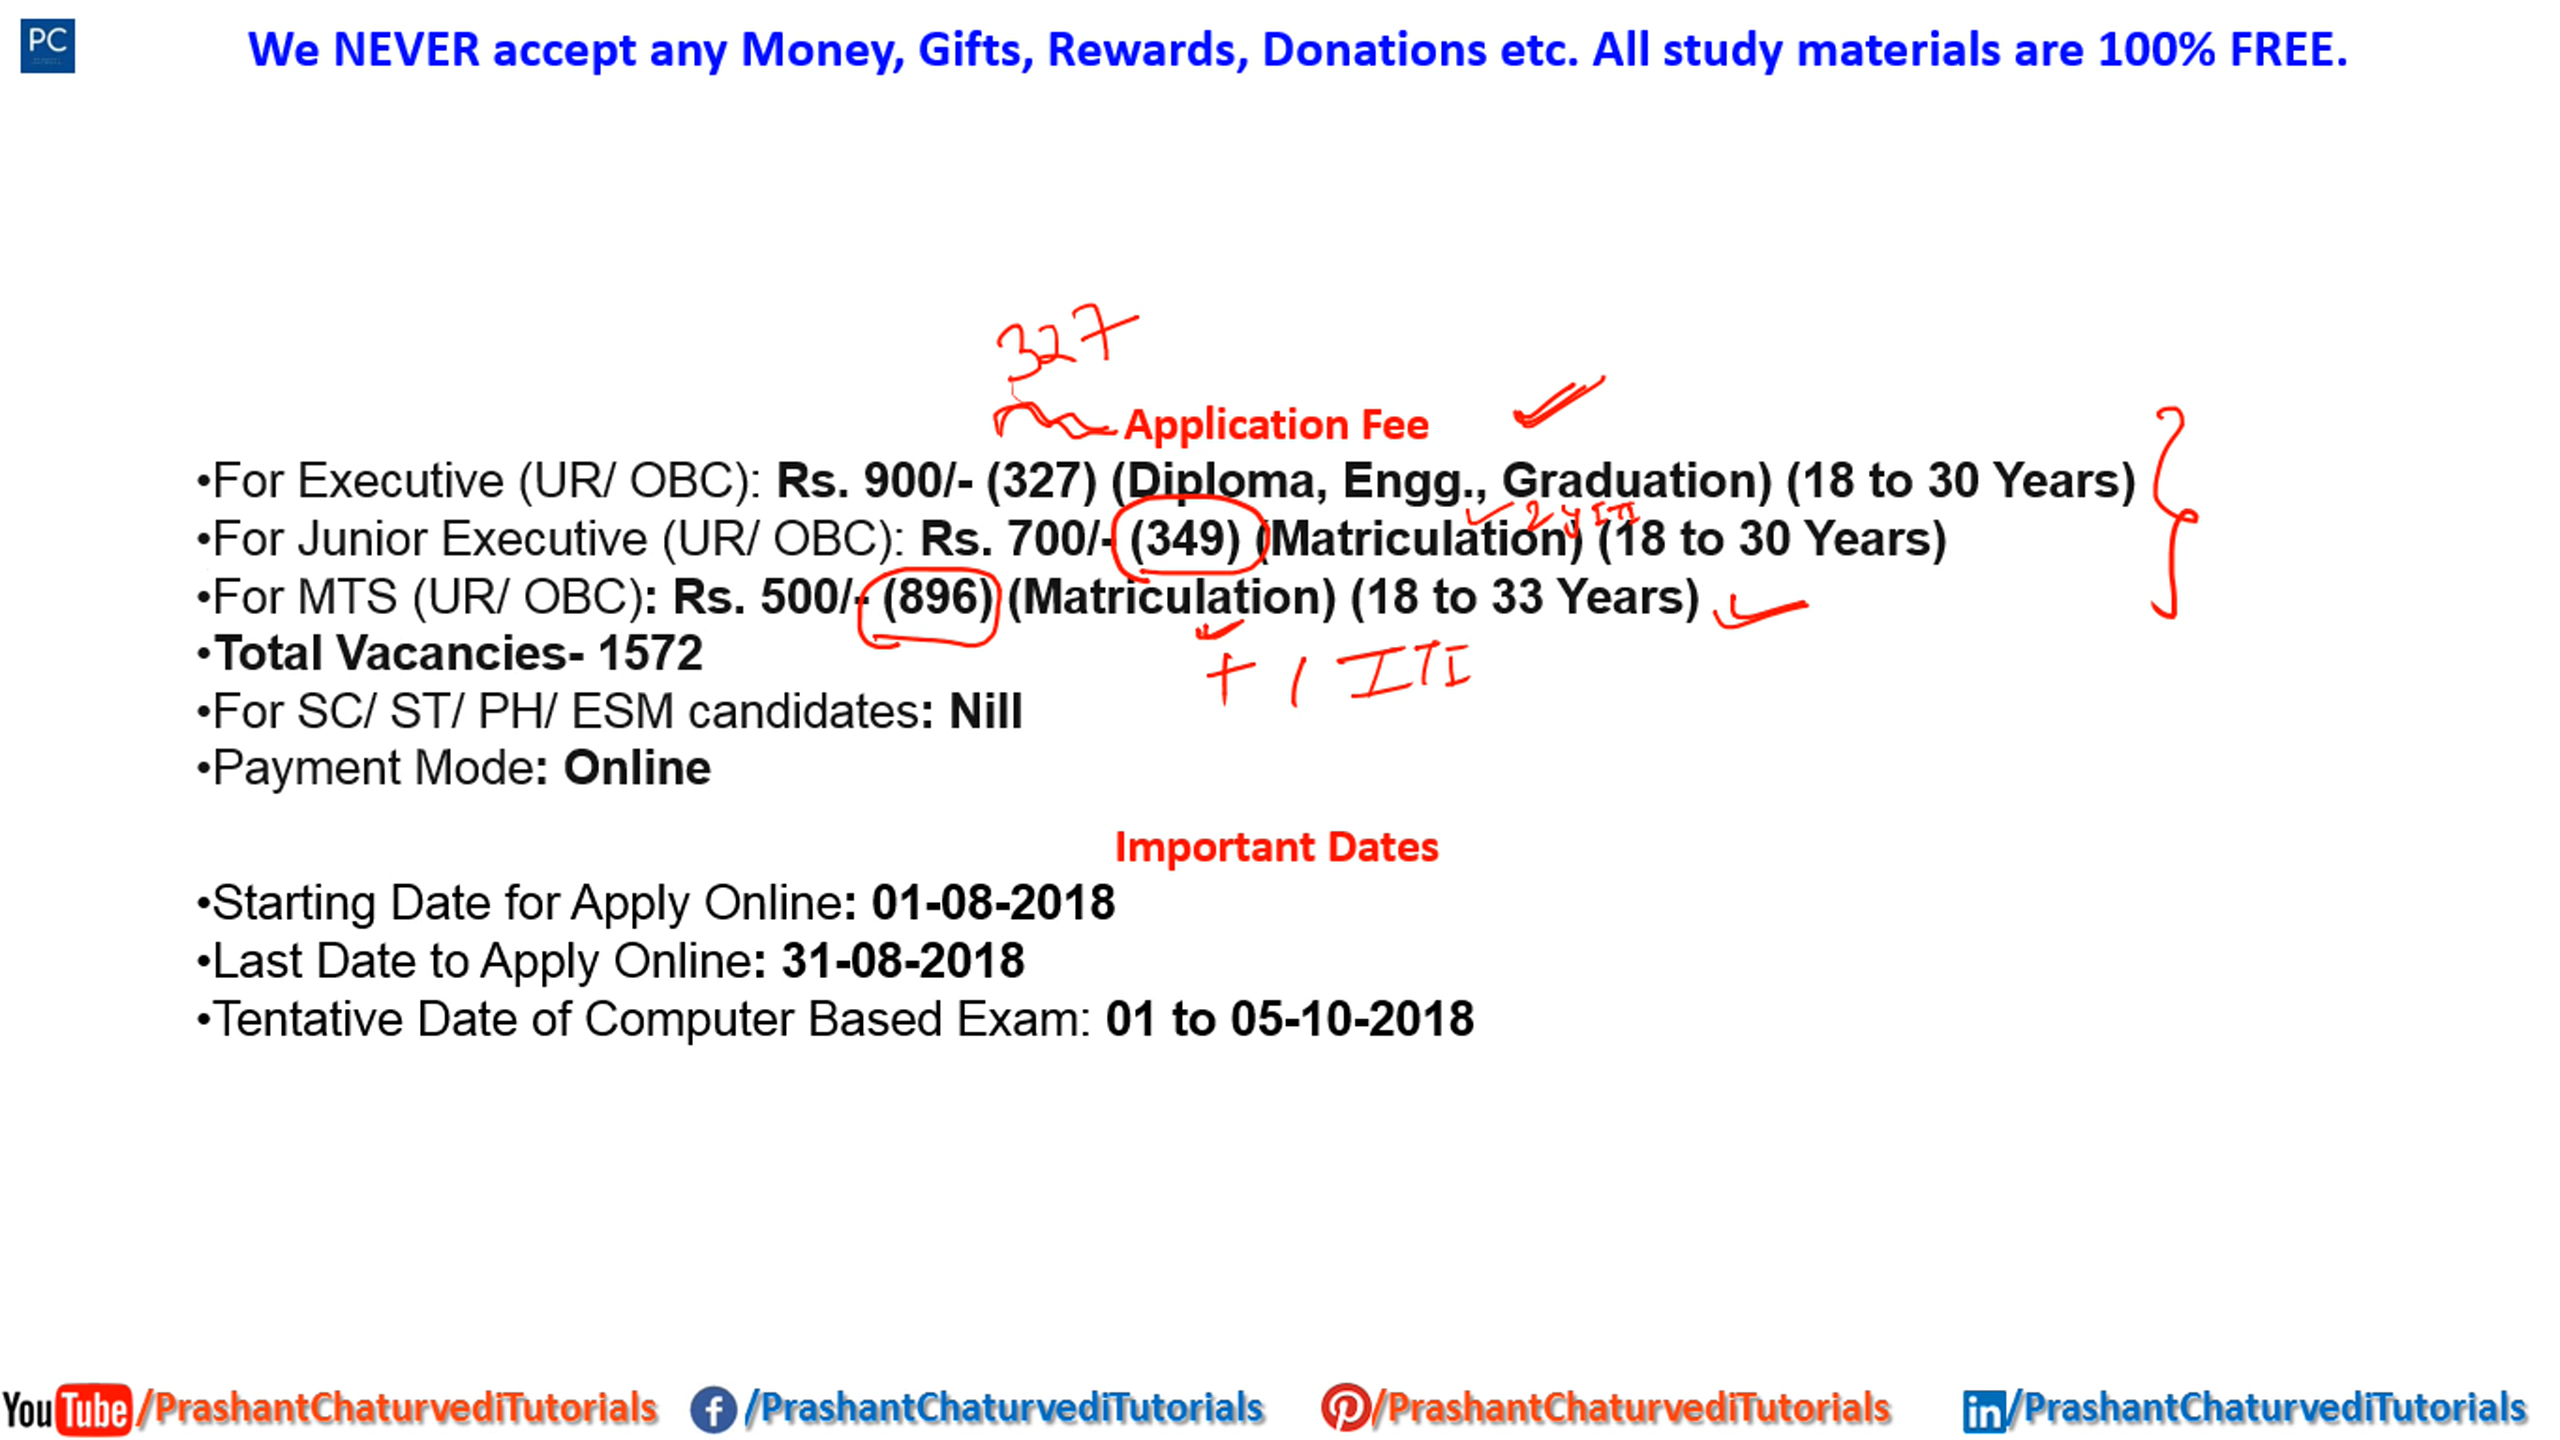 PC
We NEVER accept any Money, Gifts, Rewards, Donations etc. All study materials are 100% FREE.
327
Application Fee
•For Executive (UR/ OBC): Rs. 900/- (327) (Diploma, Engg., Graduation) (18 to 30 Years)
2 y ITI
•For Junior Executive (UR/ OBC): Rs. 700/- (349) (Matriculation) (18 to 30 Years)
•For MTS (UR/ OBC): Rs. 500/- (896) (Matriculation) (18 to 33 Years)
•Total Vacancies- 1572
+ 1 ITI
•For SC/ ST/ PH/ ESM candidates: Nill
•Payment Mode: Online
Important Dates
•Starting Date for Apply Online: 01-08-2018
•Last Date to Apply Online: 31-08-2018
•Tentative Date of Computer Based Exam: 01 to 05-10-2018
YouTube /PrashantChaturvediTutorials f /PrashantChaturvediTutorials /PrashantChaturvediTutorials in /PrashantChaturvediTutorials